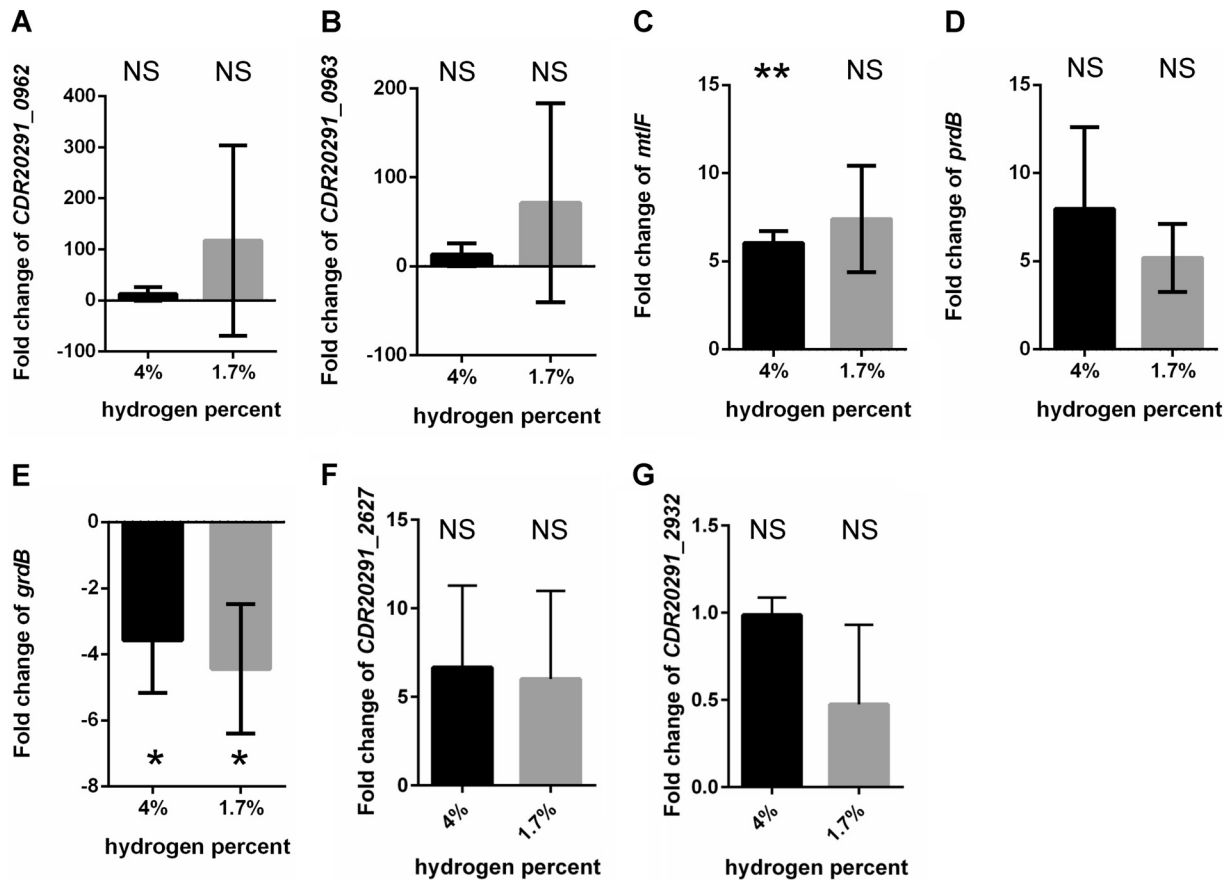 A
Fold change of CDR20291_0962
NS NS
400
300
200
100
0
-100
4% 1.7%
hydrogen percent
B
Fold change of CDR20291_0963
NS NS
200
100
0
-100
4% 1.7%
hydrogen percent
C
Fold change of mtlF
** NS
15
10
5
0
4% 1.7%
hydrogen percent
D
Fold change of prdB
NS NS
15
10
5
0
4% 1.7%
hydrogen percent
E
Fold change of grdB
0
-2
-4
-6
-8
* *
4% 1.7%
hydrogen percent
F
Fold change of CDR20291_2627
NS NS
15
10
5
0
4% 1.7%
hydrogen percent
G
Fold change of CDR20291_2932
NS NS
1.5
1.0
0.5
0.0
4% 1.7%
hydrogen percent